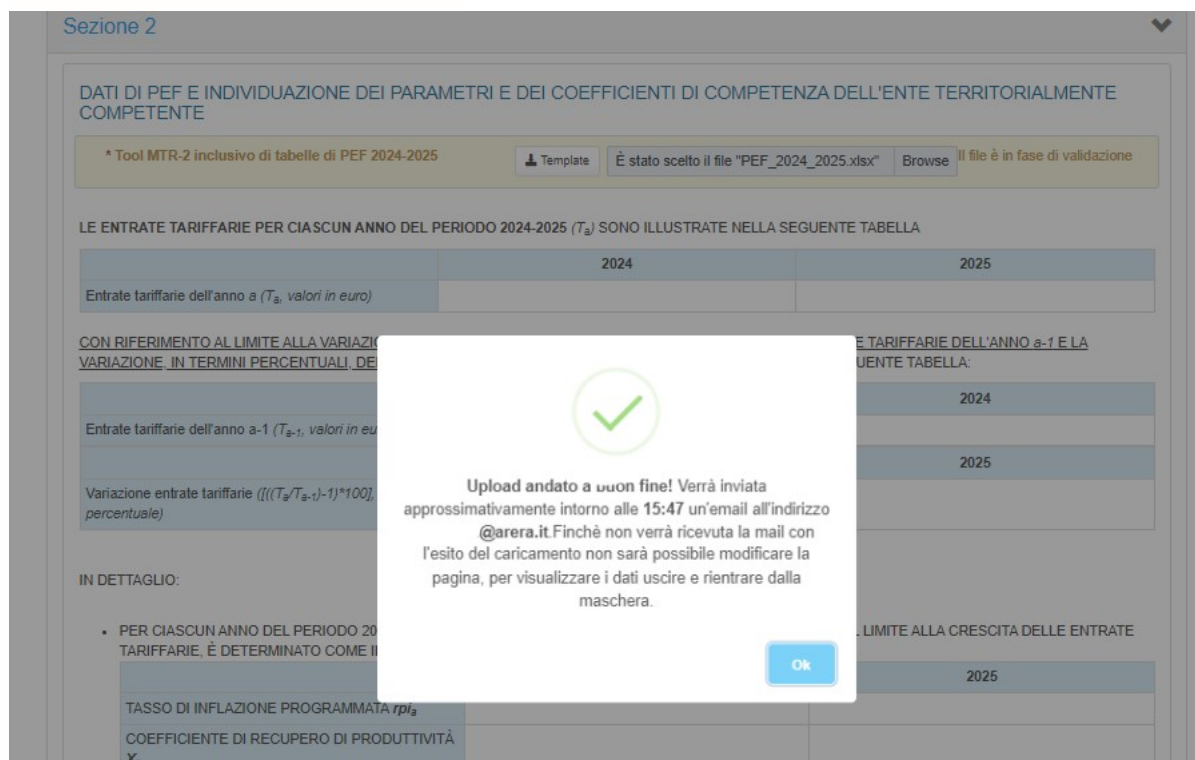 Sezione 2
DATI DI PEF E INDIVIDUAZIONE DEI PARAMETRI E DEI COEFFICIENTI DI COMPETENZA DELL'ENTE TERRITORIALMENTE
COMPETENTE
* Tool MTR-2 inclusivo di tabelle di PEF 2024-2025 Template È stato scelto il file "PEF_2024_2025.xlsx" Browse Il file è in fase di validazione
LE ENTRATE TARIFFARIE PER CIASCUN ANNO DEL PERIODO 2024-2025 (Ta) SONO ILLUSTRATE NELLA SEGUENTE TABELLA
2024 2025
Entrate tariffarie dell'anno a (Ta, valori in euro)
CON RIFERIMENTO AL LIMITE ALLA VARIAZIO E TARIFFARIE DELL'ANNO a-1 E LA
VARIAZIONE, IN TERMINI PERCENTUALI, DEL UENTE TABELLA:
2024
Entrate tariffarie dell'anno a-1 (Ta-1, valori in eu
2025
Variazione entrate tariffarie ([((Ta/Ta-1)-1)*100],
percentuale)
Upload andato a buon fine! Verrà inviata
approssimativamente intorno alle 15:47 un'email all'indirizzo
@arera.it.Finchè non verrà ricevuta la mail con
l'esito del caricamento non sarà possibile modificare la
pagina, per visualizzare i dati uscire e rientrare dalla
maschera.
Ok
IN DETTAGLIO:
• PER CIASCUN ANNO DEL PERIODO 20 LIMITE ALLA CRESCITA DELLE ENTRATE
TARIFFARIE, È DETERMINATO COME I
2025
TASSO DI INFLAZIONE PROGRAMMATA rpia
COEFFICIENTE DI RECUPERO DI PRODUTTIVITÀ
X